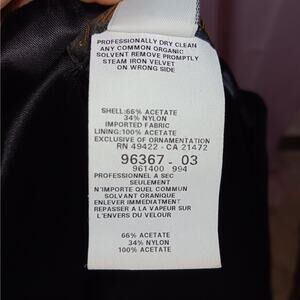 PROFESSIONALLY DRY CLEAN
ANY COMMON ORGANIC
SOLVENT REMOVE PROMPTLY
STEAM IRON VELVET
ON WRONG SIDE
SHELL:66% ACETATE
34% NYLON
IMPORTED FABRIC
LINING:100% ACETATE
EXCLUSIVE OF ORNAMENTATION
RN 49422 - CA 21472
96367 - 03
961400 994
PROFESSIONNEL A SEC
SEULEMENT
N'IMPORTE QUEL COMMUN
SOLVANT ORANIQUE
ENLEVER IMMEDIATMENT
REPASSER A LA VAPEUR SUR
L'ENVERS DU VELOUR
66% ACETATE
34% NYLON
100% ACETATE